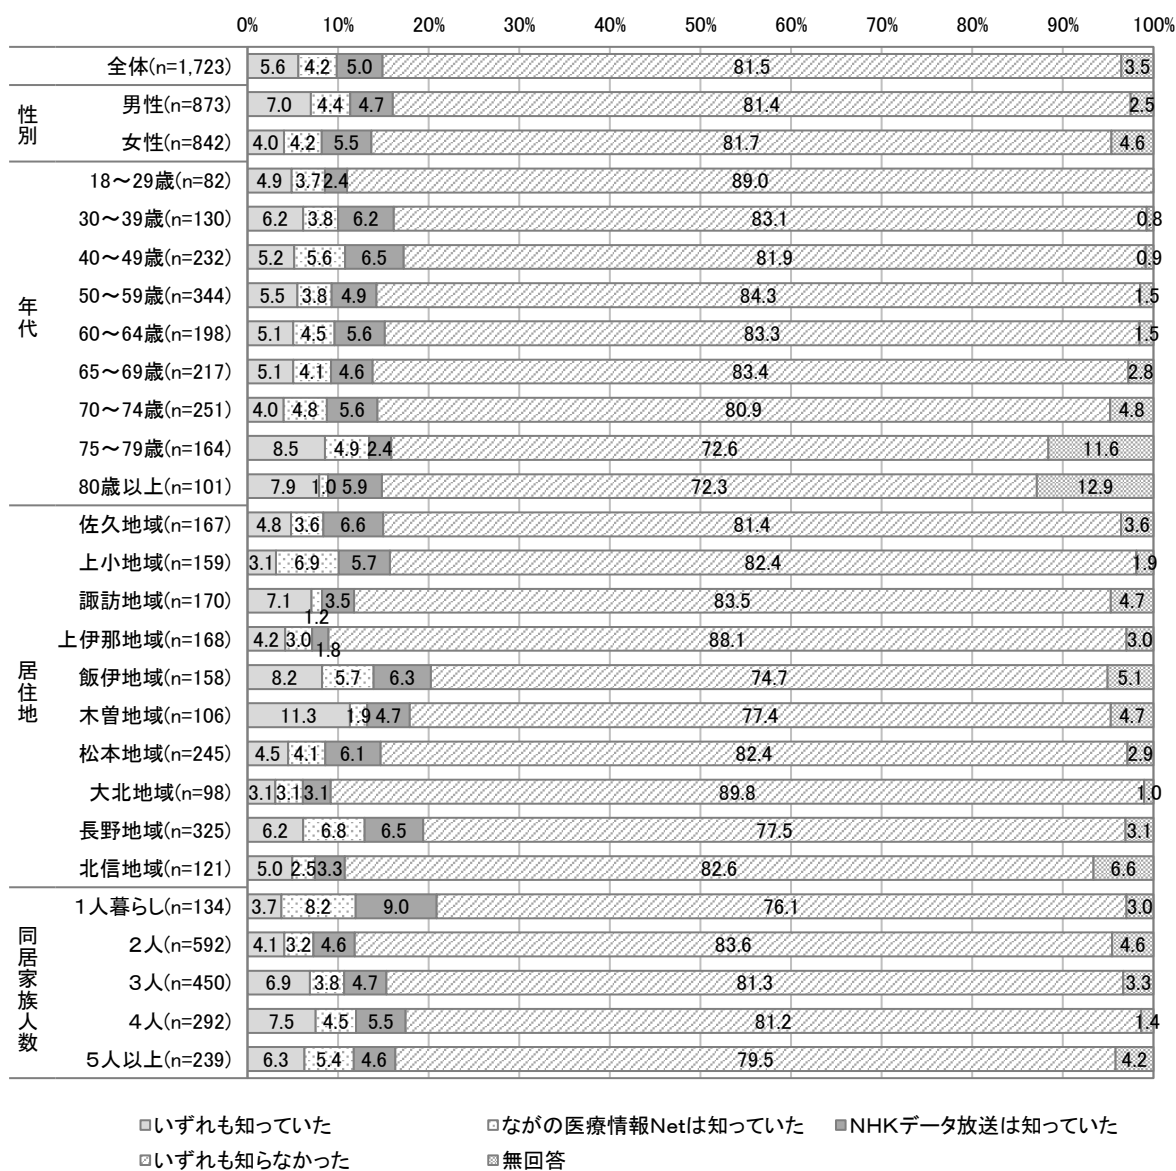 0% 10% 20% 30% 40% 50% 60% 70% 80% 90% 100%
全体(n=1,723) 5.6 4.2 5.0 81.5 3.5
性別
男性(n=873) 7.0 4.4 4.7 81.4 2.5
女性(n=842) 4.0 4.2 5.5 81.7 4.6
年代
18～29歳(n=82) 4.9 3.7 2.4 89.0
30～39歳(n=130) 6.2 3.8 6.2 83.1 0.8
40～49歳(n=232) 5.2 5.6 6.5 81.9 0.9
50～59歳(n=344) 5.5 3.8 4.9 84.3 1.5
60～64歳(n=198) 5.1 4.5 5.6 83.3 1.5
65～69歳(n=217) 5.1 4.1 4.6 83.4 2.8
70～74歳(n=251) 4.0 4.8 5.6 80.9 4.8
75～79歳(n=164) 8.5 4.9 2.4 72.6 11.6
80歳以上(n=101) 7.9 1.0 5.9 72.3 12.9
居住地
佐久地域(n=167) 4.8 3.6 6.6 81.4 3.6
上小地域(n=159) 3.1 6.9 5.7 82.4 1.9
諏訪地域(n=170) 7.1 1.2 3.5 83.5 4.7
上伊那地域(n=168) 4.2 3.0 1.8 88.1 3.0
飯伊地域(n=158) 8.2 5.7 6.3 74.7 5.1
木曽地域(n=106) 11.3 1.9 4.7 77.4 4.7
松本地域(n=245) 4.5 4.1 6.1 82.4 2.9
大北地域(n=98) 3.1 3.1 3.1 89.8 1.0
長野地域(n=325) 6.2 6.8 6.5 77.5 3.1
北信地域(n=121) 5.0 2.5 3.3 82.6 6.6
同居家族人数
１人暮らし(n=134) 3.7 8.2 9.0 76.1 3.0
２人(n=592) 4.1 3.2 4.6 83.6 4.6
３人(n=450) 6.9 3.8 4.7 81.3 3.3
４人(n=292) 7.5 4.5 5.5 81.2 1.4
５人以上(n=239) 6.3 5.4 4.6 79.5 4.2
いずれも知っていた ながの医療情報Netは知っていた NHKデータ放送は知っていた
いずれも知らなかった 無回答